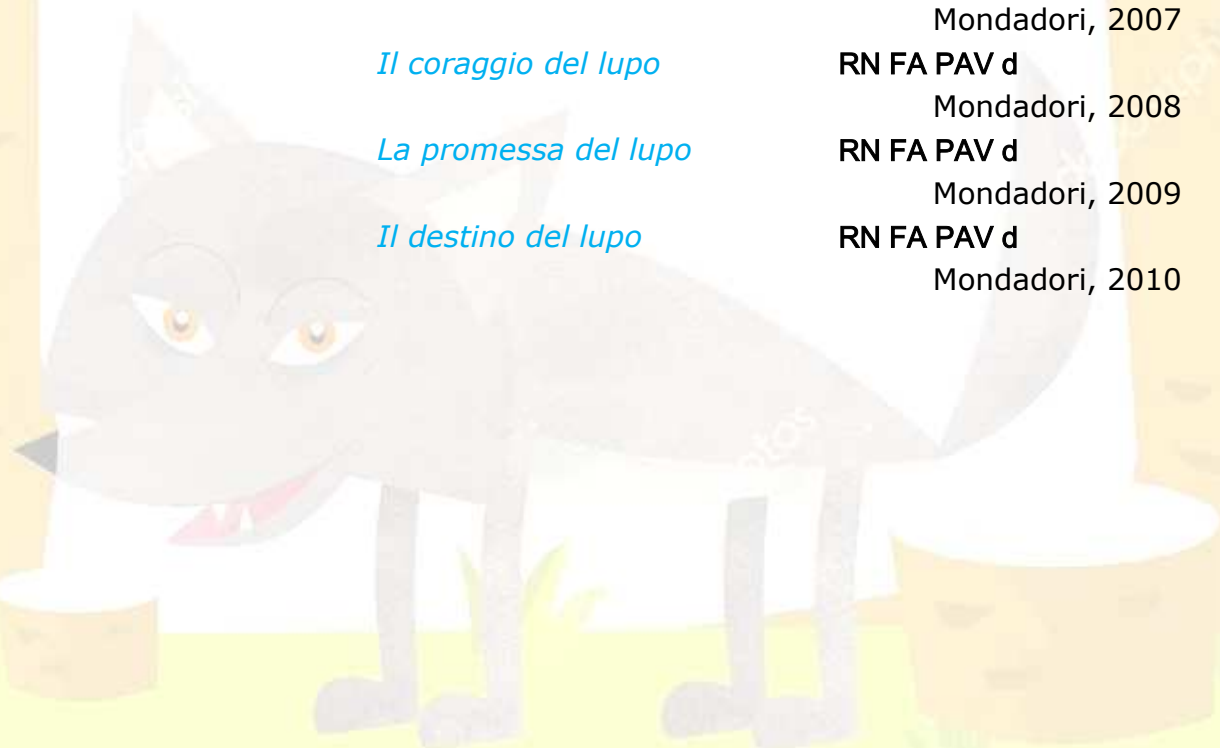 Mondadori, 2007
Il coraggio del lupo RN FA PAV d
Mondadori, 2008
La promessa del lupo RN FA PAV d
Mondadori, 2009
Il destino del lupo RN FA PAV d
Mondadori, 2010